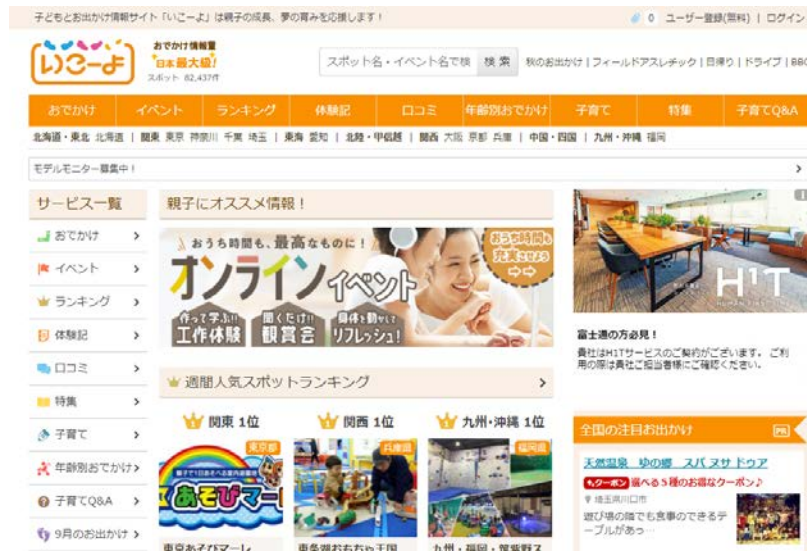 子どもとお出かけ情報サイト「いこーよ」は親子の成長、夢の育みを応援します！
0 ユーザー登録(無料) | ログイン
いこーよ
おでかけ情報量
日本最大級!
スポット 82,437件
スポット名・イベント名で検
検索
秋のお出かけ | フィールドアスレチック | 日帰り | ドライブ | BBQ
おでかけ イベント ランキング 体験記 口コミ 年齢別おでかけ 子育て 特集 子育てQ&A
北海道・東北 北海道 | 関東 東京 神奈川 千葉 埼玉 | 東海 愛知 | 北陸・甲信越 | 関西 大阪 京都 兵庫 | 中国・四国 | 九州・沖縄 福岡
モデルモニター募集中！
サービス一覧
おでかけ
イベント
ランキング
体験記
口コミ
特集
子育て
年齢別おでかけ
子育てQ&A
9月のお出かけ
親子にオススメ情報！
おうち時間も、最高なものに！
オンラインイベント
おうち時間も
充実させよう
作って学ぶ!!
工作体験
聞くだけ!!
観賞会
身体を動かして
リフレッシュ!
週間人気スポットランキング
関東 1位
東京都
あそびマーレ
東京あそびマーレ
関西 1位
兵庫県
東条湖おもちゃ王国
九州・沖縄 1位
福岡県
九州・福岡・筑紫野ス
H¹T
富士通の方必見！
貴社はH1Tサービスのご契約がございます。 ご利
用の際は貴社ご担当者様にご確認ください。
全国の注目お出かけ
PR
天然温泉 ゆの郷 スパ ヌサ ドゥア
クーポン 選べる５種のお得なクーポン♪
埼玉県川口市
遊び場の隣でも食事のできるテ
ーブルがあっ…